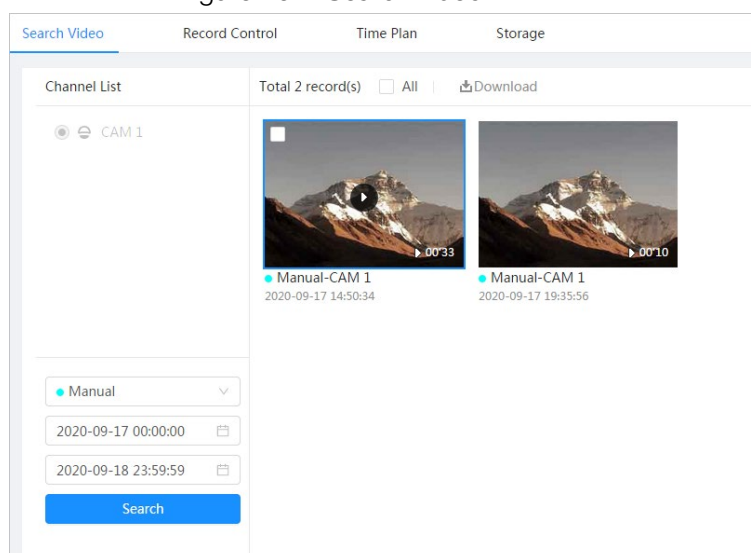 Search Video Record Control Time Plan Storage
Channel List Total 2 record(s) All Download
CAM 1
00'33 00'10
Manual-CAM 1 Manual-CAM 1
2020-09-17 14:50:34 2020-09-17 19:35:56
Manual
2020-09-17 00:00:00
2020-09-18 23:59:59
Search